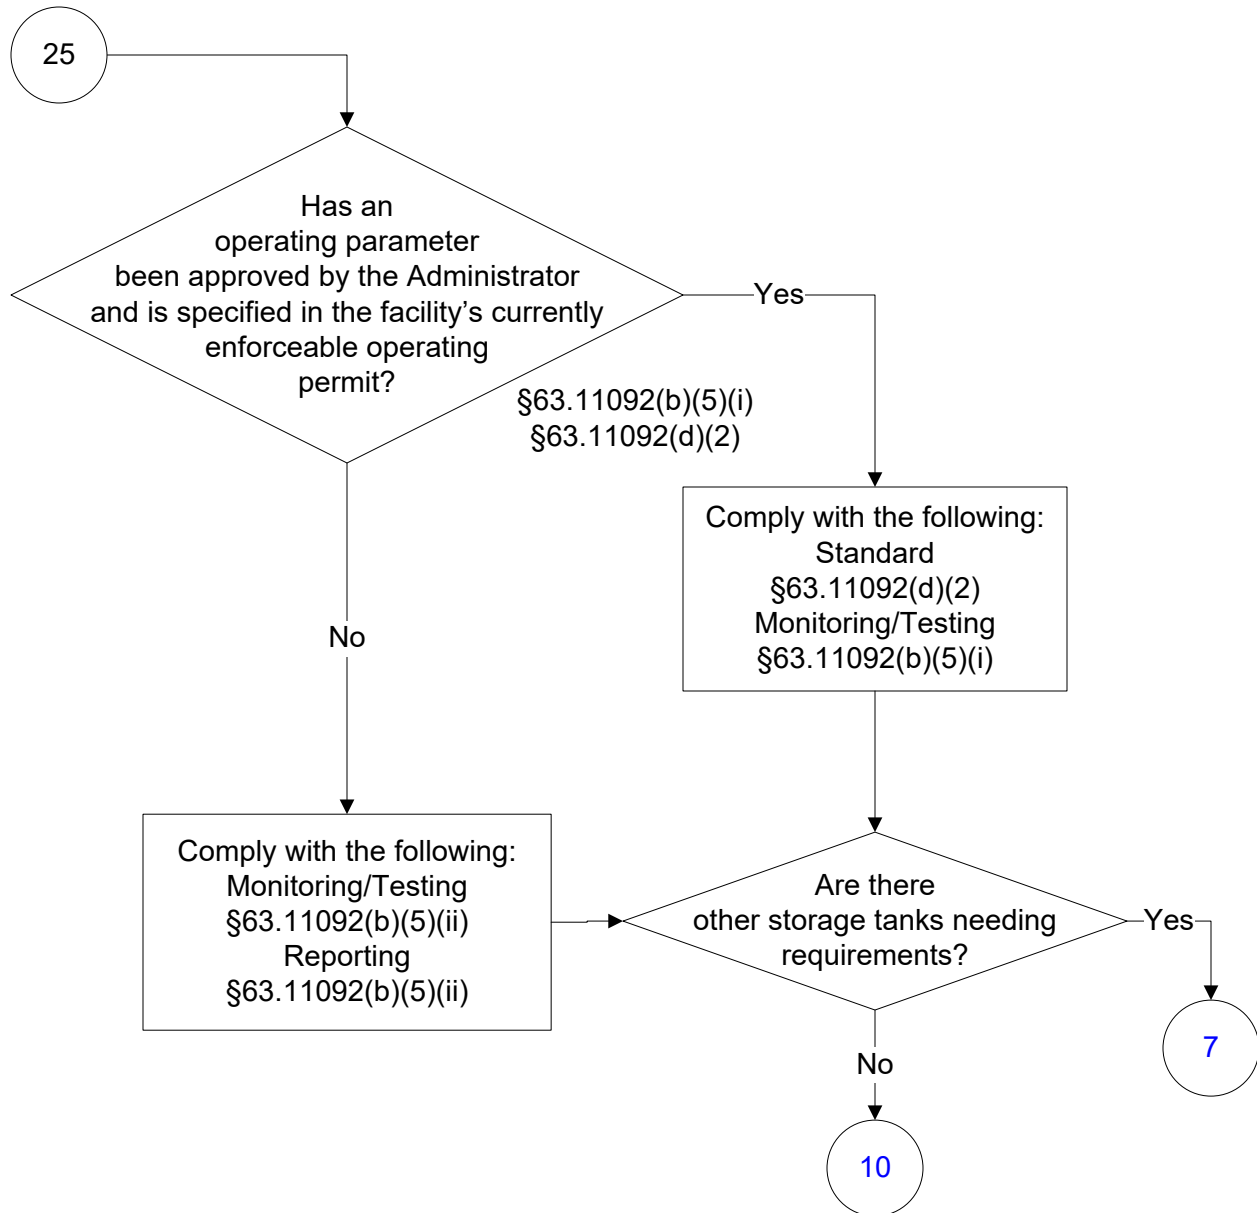 25
Has an
operating parameter
been approved by the Administrator
and is specified in the facility’s currently
enforceable operating
permit?
Yes
§63.11092(b)(5)(i)
§63.11092(d)(2)
Comply with the following:
Standard
§63.11092(d)(2)
Monitoring/Testing
§63.11092(b)(5)(i)
No
Comply with the following:
Monitoring/Testing
§63.11092(b)(5)(ii)
Reporting
§63.11092(b)(5)(ii)
Are there
other storage tanks needing
requirements?
Yes
7
No
10